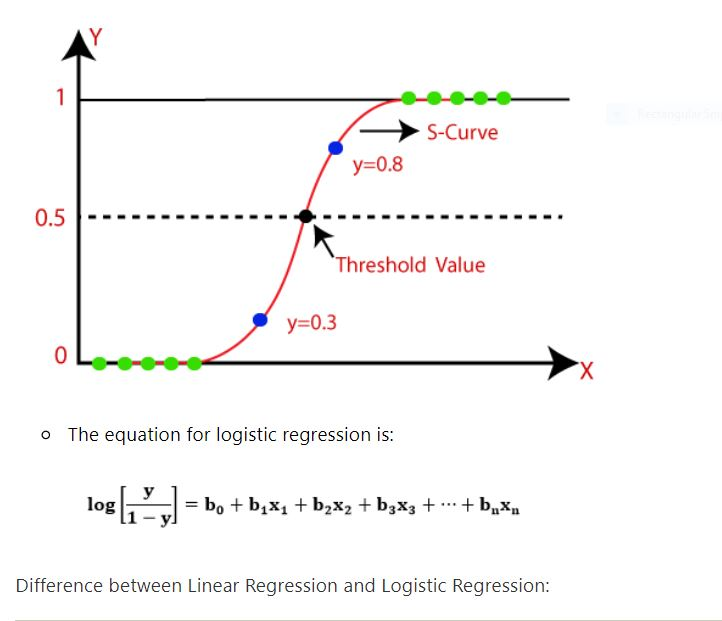 Y
1
S-Curve
y=0.8
0.5
Threshold Value
y=0.3
0
X
The equation for logistic regression is:
log[y/(1 − y)] = b₀ + b₁x₁ + b₂x₂ + b₃x₃ + ⋯ + bₙxₙ
Difference between Linear Regression and Logistic Regression: